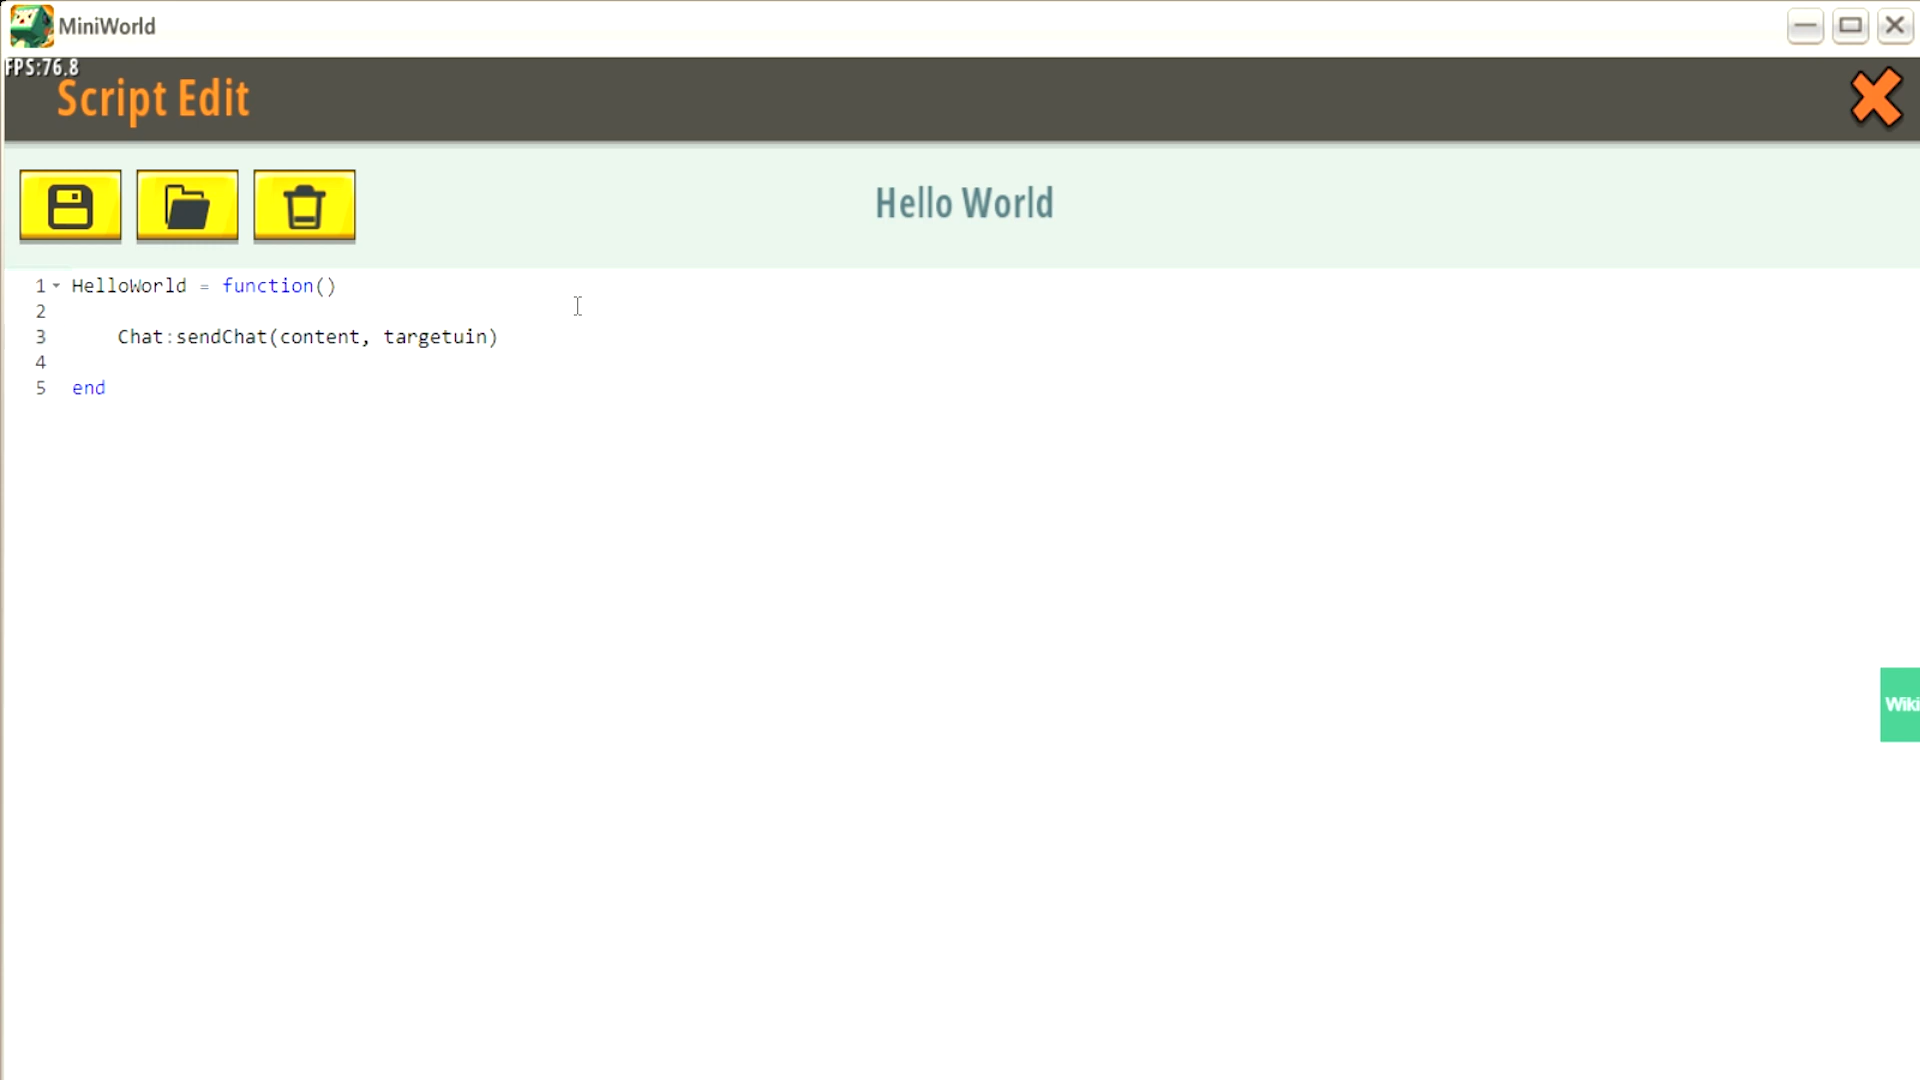 MiniWorld
FPS:76.8
Script Edit
Hello World
1 HelloWorld = function()
2
3 Chat:sendChat(content, targetuin)
4
5 end
Wiki